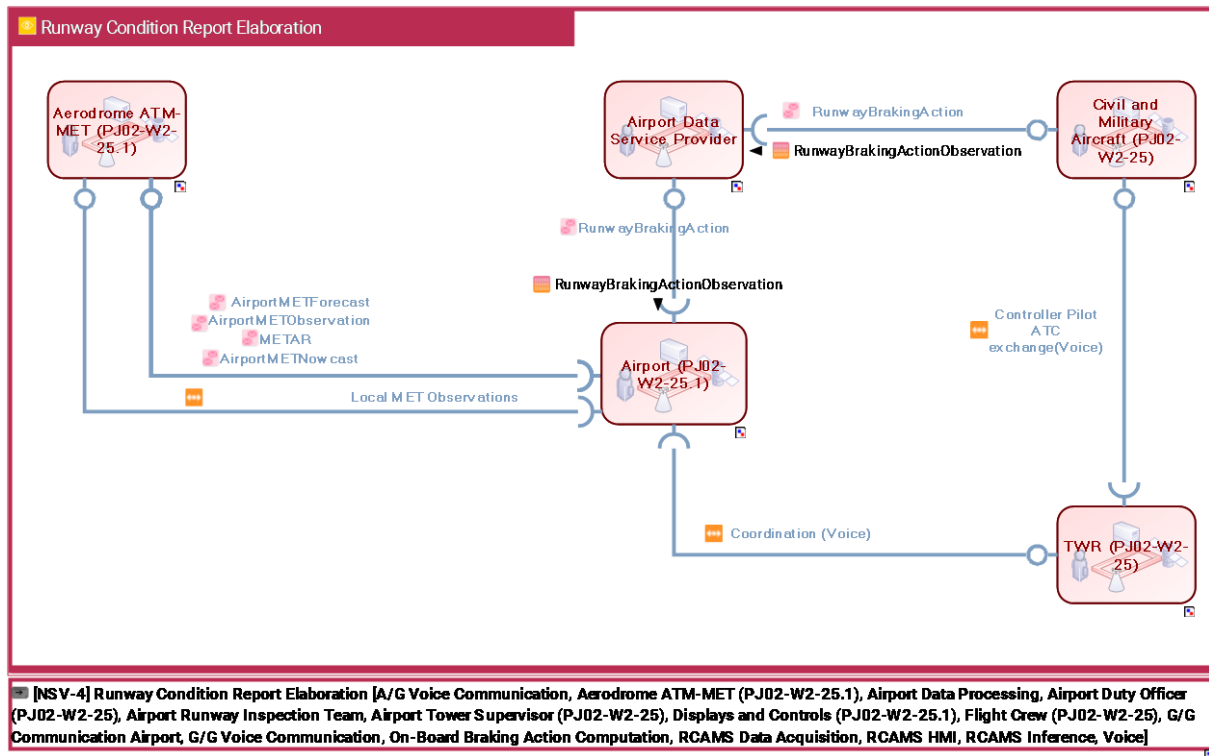 Runway Condition Report Elaboration
Aerodrome ATM-
MET (PJ02-W2-
25.1)
Airport Data
Service Provider
RunwayBrakingAction
RunwayBrakingActionObservation
Civil and
Military
Aircraft (PJ02-
W2-25)
RunwayBrakingAction
RunwayBrakingActionObservation
AirportMETForecast
AirportMETObservation
METAR
AirportMETNowcast
Local MET Observations
Airport (PJ02-
W2-25.1)
Controller Pilot
ATC
exchange(Voice)
Coordination (Voice)
TWR (PJ02-W2-
25)
[NSV-4] Runway Condition Report Elaboration [A/G Voice Communication, Aerodrome ATM-MET (PJ02-W2-25.1), Airport Data Processing, Airport Duty Officer
(PJ02-W2-25), Airport Runway Inspection Team, Airport Tower Supervisor (PJ02-W2-25), Displays and Controls (PJ02-W2-25.1), Flight Crew (PJ02-W2-25), G/G
Communication Airport, G/G Voice Communication, On-Board Braking Action Computation, RCAMS Data Acquisition, RCAMS HMI, RCAMS Inference, Voice]